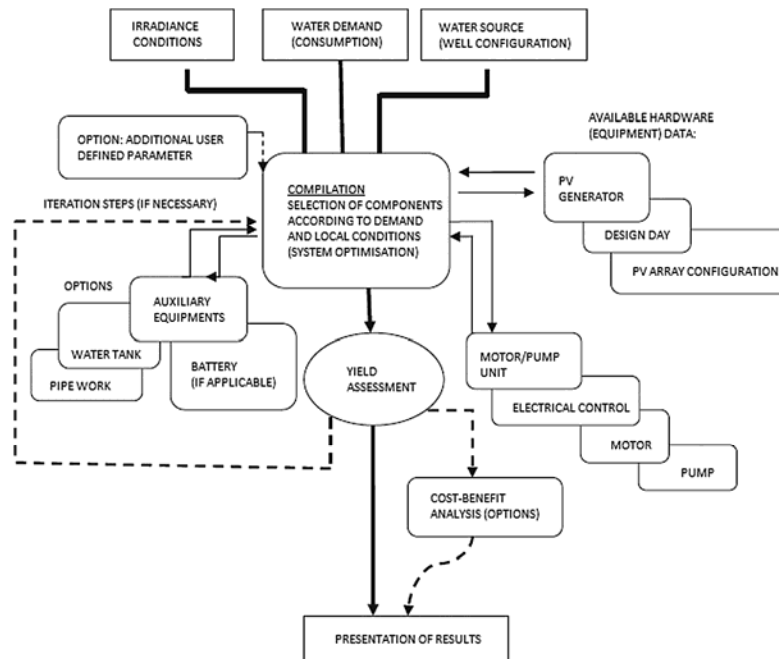 IRRADIANCE
CONDITIONS
WATER DEMAND
(CONSUMPTION)
WATER SOURCE
(WELL CONFIGURATION)
OPTION: ADDITIONAL USER
DEFINED PARAMETER
AVAILABLE HARDWARE
(EQUIPMENT) DATA:
COMPILATION
SELECTION OF COMPONENTS
ACCORDING TO DEMAND
AND LOCAL CONDITIONS
(SYSTEM OPTIMISATION)
PV
GENERATOR
DESIGN DAY
PV ARRAY CONFIGURATION
ITERATION STEPS (IF NECESSARY)
OPTIONS
AUXILIARY
EQUIPMENTS
WATER TANK
PIPE WORK
BATTERY
(IF APPLICABLE)
YIELD
ASSESSMENT
MOTOR/PUMP
UNIT
ELECTRICAL CONTROL
MOTOR
PUMP
COST-BENEFIT
ANALYSIS (OPTIONS)
PRESENTATION OF RESULTS